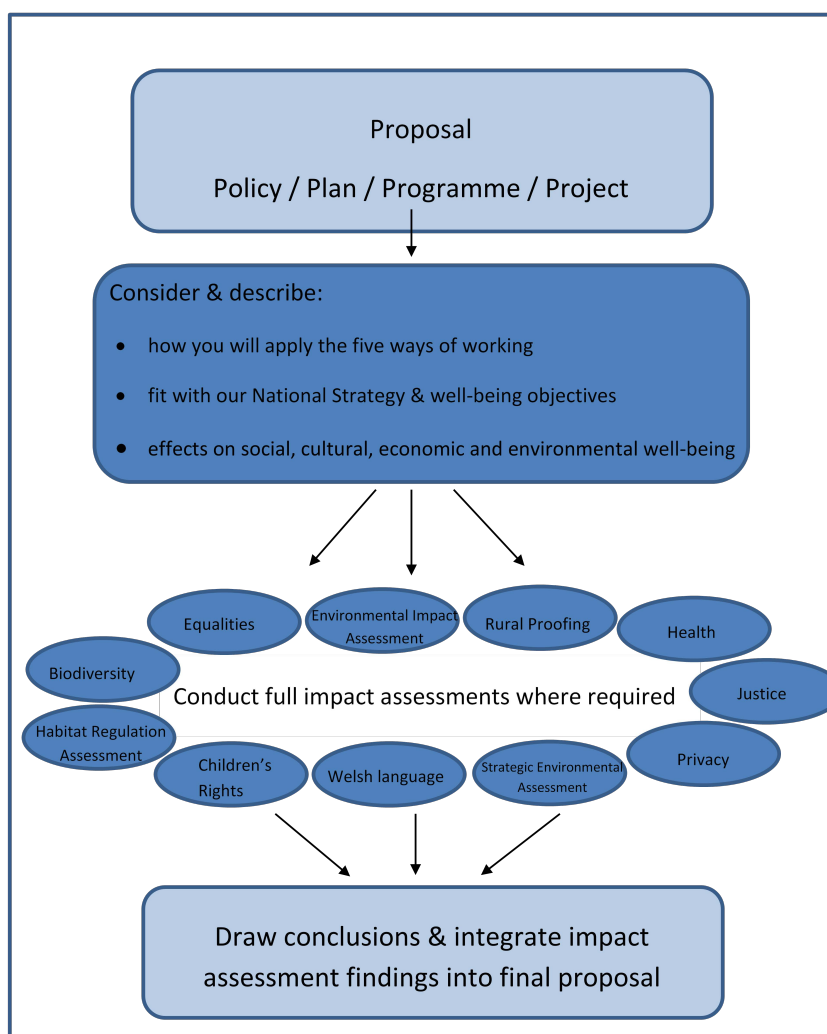 Proposal
Policy / Plan / Programme / Project
Consider & describe:
• how you will apply the five ways of working
• fit with our National Strategy & well-being objectives
• effects on social, cultural, economic and environmental well-being
Equalities
Environmental Impact
Assessment
Rural Proofing
Health
Biodiversity
Conduct full impact assessments where required
Justice
Habitat Regulation
Assessment
Children's
Rights
Welsh language
Strategic Environmental
Assessment
Privacy
Draw conclusions & integrate impact
assessment findings into final proposal